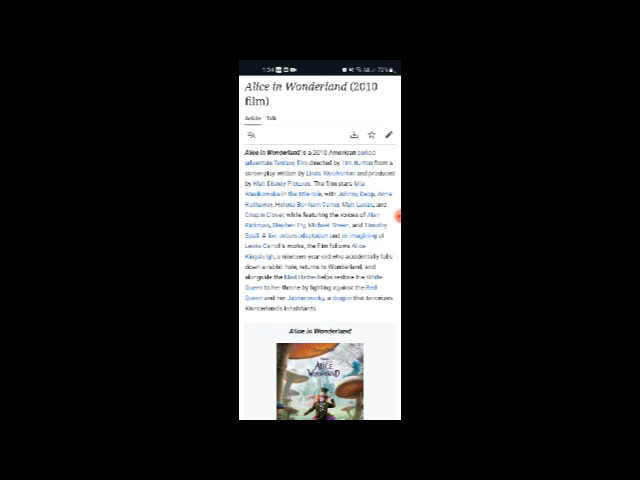 1:34
72%
Alice in Wonderland (2010
film)
Article Talk
Alice in Wonderland is a 2010 American period
adventure fantasy film directed by Tim Burton from a
screenplay written by Linda Woolverton and produced
by Walt Disney Pictures. The film stars Mia
Wasikowska in the title role, with Johnny Depp, Anne
Hathaway, Helena Bonham Carter, Matt Lucas, and
Crispin Glover, while featuring the voices of Alan
Rickman, Stephen Fry, Michael Sheen, and Timothy
Spall. A live-action adaptation and re-imagining of
Lewis Carroll's works, the film follows Alice
Kingsleigh, a nineteen-year-old who accidentally falls
down a rabbit hole, returns to Wonderland, and
alongside the Mad Hatter helps restore the White
Queen to her throne by fighting against the Red
Queen and her Jabberwocky, a dragon that terrorizes
Wonderland's inhabitants.
Alice in Wonderland
ALICE
WONDERLAND